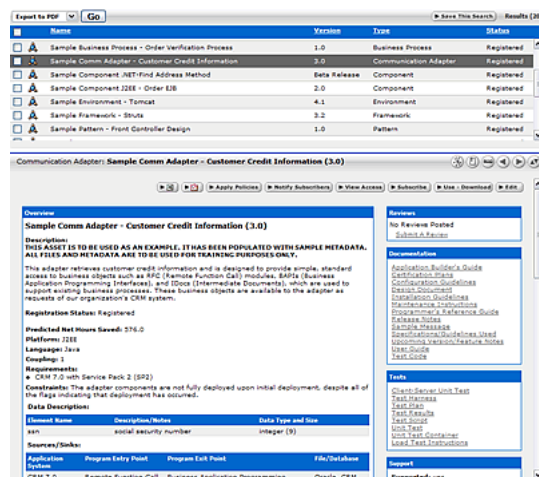 Export to PDF Go Save This Search Results (20
Name Version Type Status
Sample Business Process - Order Verification Process 1.0 Business Process Registered
Sample Comm Adapter - Customer Credit Information 3.0 Communication Adapter Registered
Sample Component .NET-Find Address Method Beta Release Component Registered
Sample Component J2EE - Order EJB 2.0 Component Registered
Sample Environment - Tomcat 4.1 Environment Registered
Sample Framework - Struts 3.2 Framework Registered
Sample Pattern - Front Controller Design 1.0 Pattern Registered
Communication Adapter: Sample Comm Adapter - Customer Credit Information (3.0)
Apply Policies Notify Subscribers View Access Subscribe Use - Download Edit
Overview
Sample Comm Adapter - Customer Credit Information (3.0)
Description:
THIS ASSET IS TO BE USED AS AN EXAMPLE. IT HAS BEEN POPULATED WITH SAMPLE METADATA.
ALL FILES AND METADATA ARE TO BE USED FOR TRAINING PURPOSES ONLY.
This adapter retrieves customer credit information and is designed to provide simple, standard
access to business objects such as RFC (Remote Function Call) modules, BAPIs (Business
Application Programming Interfaces), and IDocs (Intermediate Documents), which are used to
support existing business processes. These business objects are available to the adapter as
requests of our organization's CRM system.
Registration Status: Registered
Predicted Net Hours Saved: 576.0
Platform: J2EE
Language: Java
Coupling: 1
Requirements:
CRM 7.0 with Service Pack 2 (SP2)
Constraints: The adapter components are not fully deployed upon initial deployment, despite all of
the flags indicating that deployment has occurred.
Data Description:
Element Name Description/Notes Data Type and Size
ssn social security number integer (9)
Sources/Sinks:
Application System Program Entry Point Program Exit Point File/Database
CRM 7.0 Remote Function Call Business Application Programming Oracle, CRM
Reviews
No Reviews Posted
Submit A Review
Documentation
Application Builder's Guide
Certification Plans
Configuration Guidelines
Design Document
Installation Guidelines
Maintenance Instructions
Programmer's Reference Guide
Release Notes
Sample Message
Specifications/Guidelines Used
Upcoming Version/Feature Notes
User Guide
Test Code
Tests
Client-Server Unit Test
Test Harness
Test Plan
Test Results
Test Script
Unit Test
Unit Test Container
Load Test Instructions
Support